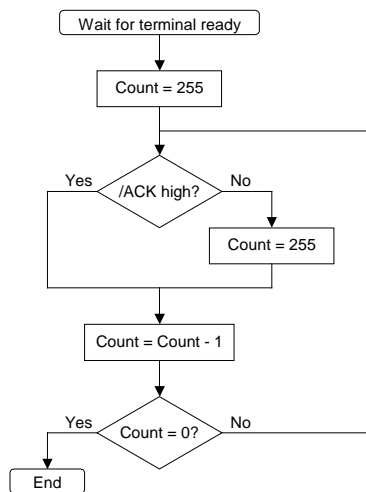 Wait for terminal ready
Count = 255
Yes
/ACK high?
No
Count = 255
Count = Count - 1
Yes
Count = 0?
No
End